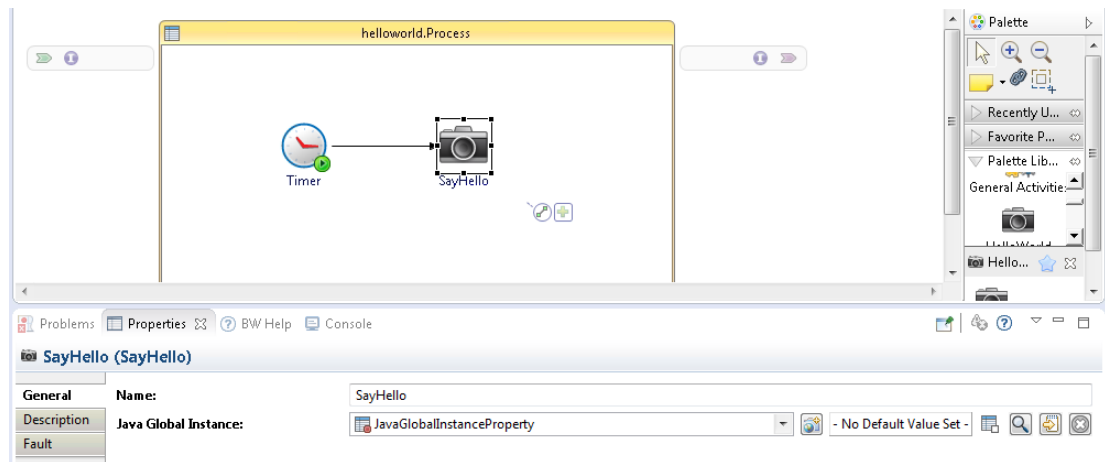 helloworld.Process
Palette
Timer
SayHello
Recently U...
Favorite P...
Palette Lib...
General Activitie
Hello...
Problems
Properties
BW Help
Console
SayHello (SayHello)
General
Name:
SayHello
Description
Java Global Instance:
JavaGlobalInstanceProperty
- No Default Value Set -
Fault